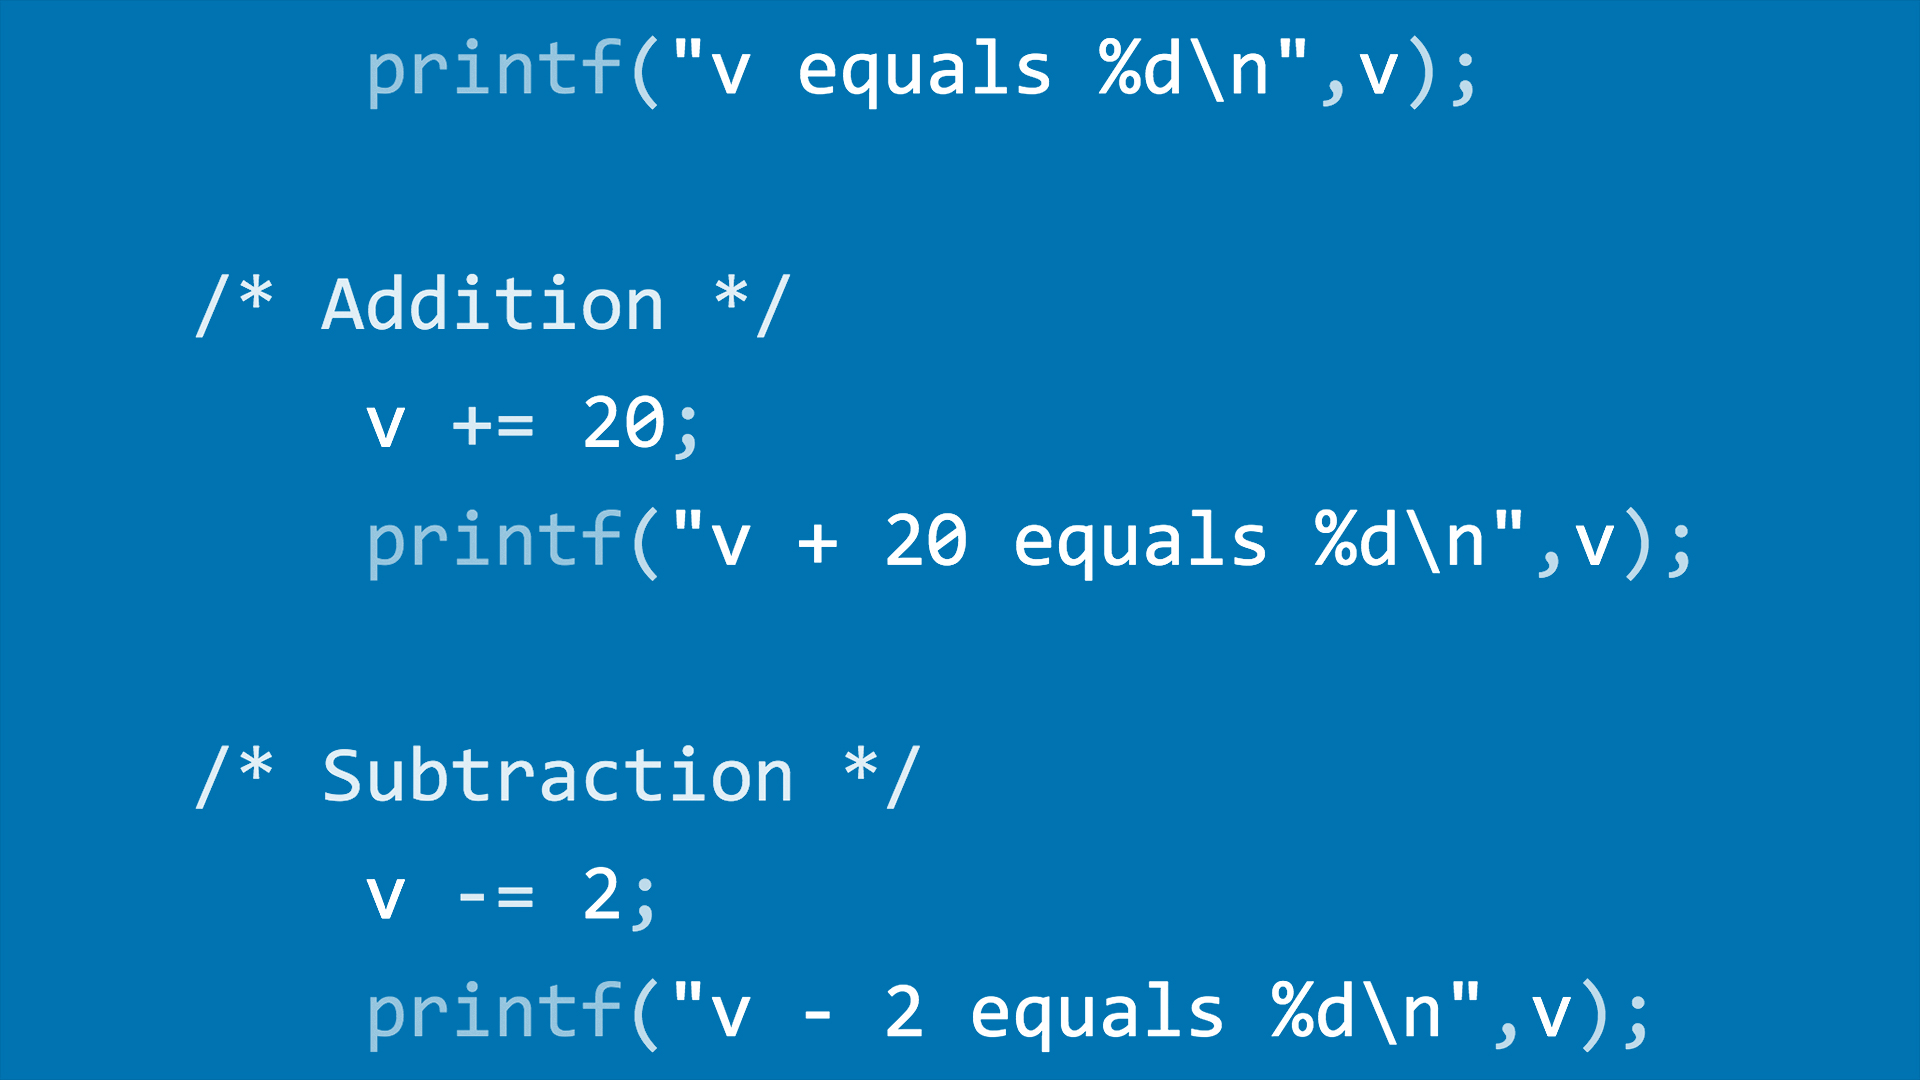 printf("v equals %d\n",v);
/* Addition */
v += 20;
printf("v + 20 equals %d\n",v);
/* Subtraction */
v -= 2;
printf("v - 2 equals %d\n",v);